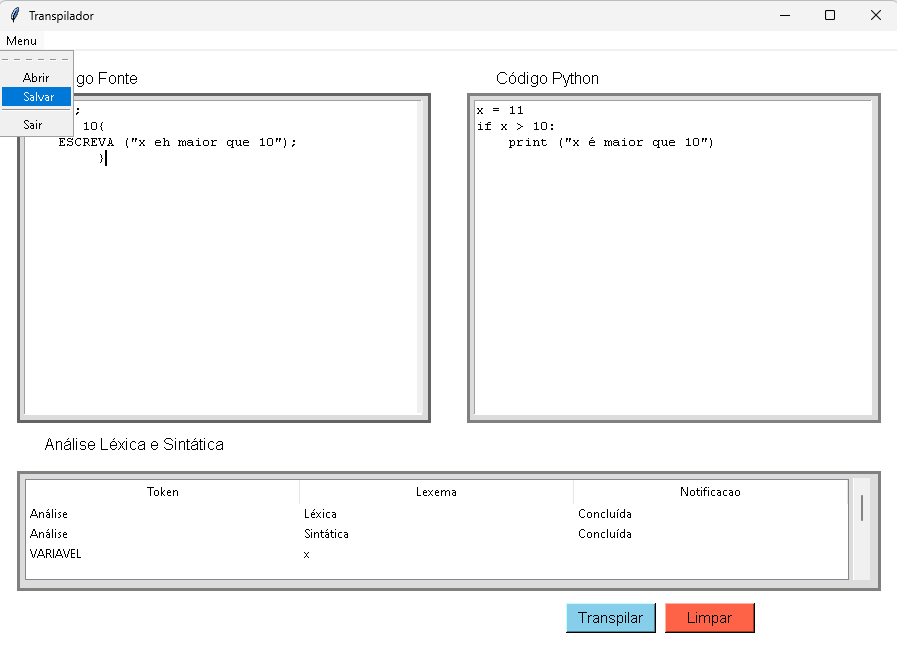 Transpilador
Menu
Abrir
Salvar
Sair
go Fonte
;
10{
ESCREVA ("x eh maior que 10");
}
Código Python
x = 11
if x > 10:
print ("x é maior que 10")
Análise Léxica e Sintática
Token Lexema Notificacao
Análise Léxica Concluída
Análise Sintática Concluída
VARIAVEL x
Transpilar Limpar